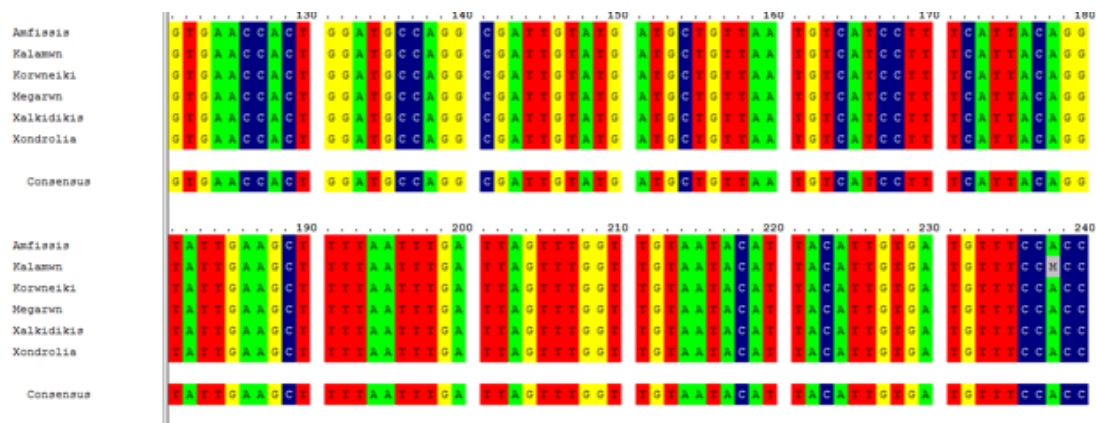 130 140 150 160 170 180
Amfissis GTGAACCACT GGATGCCAGG CGATTGTATG ATGCTGTTAA TGTCATCCTT TCATTACAGG
Kalamwn GTGAACCACT GGATGCCAGG CGATTGTATG ATGCTGTTAA TGTCATCCTT TCATTACAGG
Korwneiki GTGAACCACT GGATGCCAGG CGATTGTATG ATGCTGTTAA TGTCATCCTT TCATTACAGG
Megarwn GTGAACCACT GGATGCCAGG CGATTGTATG ATGCTGTTAA TGTCATCCTT TCATTACAGG
Xalkidikis GTGAACCACT GGATGCCAGG CGATTGTATG ATGCTGTTAA TGTCATCCTT TCATTACAGG
Xondrolia GTGAACCACT GGATGCCAGG CGATTGTATG ATGCTGTTAA TGTCATCCTT TCATTACAGG
Consensus GTGAACCACT GGATGCCAGG CGATTGTATG ATGCTGTTAA TGTCATCCTT TCATTACAGG
190 200 210 220 230 240
Amfissis TATTGAAGCT TTTAATTTGA TTAGTTTGGT TGTAATACAT TACATTGTGA TGTTTCCACC
Kalamwn TATTGAAGCT TTTAATTTGA TTAGTTTGGT TGTAATACAT TACATTGTGA TGTTTCCMCC
Korwneiki TATTGAAGCT TTTAATTTGA TTAGTTTGGT TGTAATACAT TACATTGTGA TGTTTCCACC
Megarwn TATTGAAGCT TTTAATTTGA TTAGTTTGGT TGTAATACAT TACATTGTGA TGTTTCCACC
Xalkidikis TATTGAAGCT TTTAATTTGA TTAGTTTGGT TGTAATACAT TACATTGTGA TGTTTCCACC
Xondrolia TATTGAAGCT TTTAATTTGA TTAGTTTGGT TGTAATACAT TACATTGTGA TGTTTCCACC
Consensus TATTGAAGCT TTTAATTTGA TTAGTTTGGT TGTAATACAT TACATTGTGA TGTTTCCACC